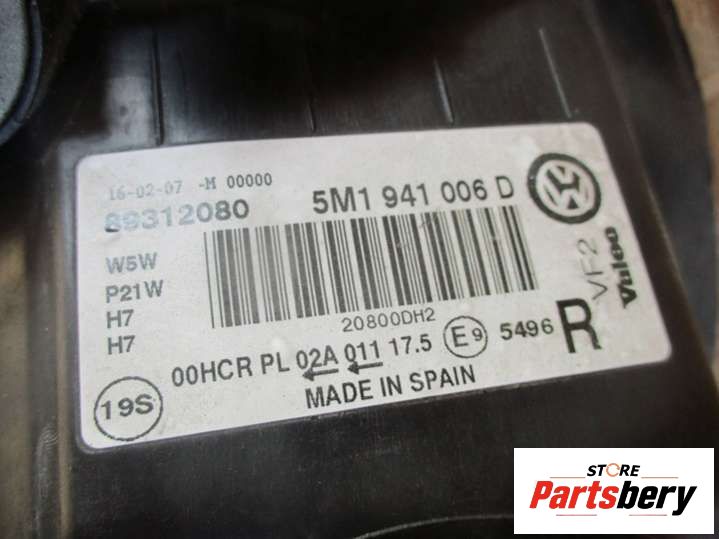 16-02-07 -M 00000
89312080 5M1 941 006 D
W5W
P21W
H7
H7
20800DH2
VF2
Valeo
00HCR PL 02A 011 17.5 E9 5496 R
19S MADE IN SPAIN
STORE
Partsbery